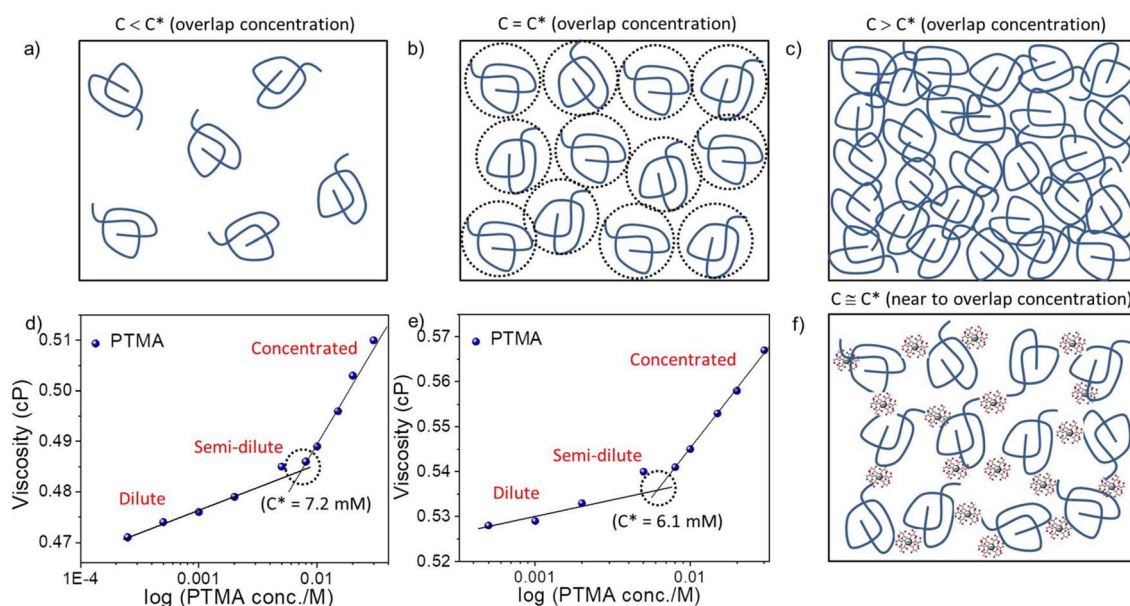 C < C* (overlap concentration)
C = C* (overlap concentration)
C > C* (overlap concentration)
a)
b)
c)
C ≅ C* (near to overlap concentration)
d)
PTMA
Concentrated
Semi-dilute
Dilute
(C* = 7.2 mM)
0.51
0.50
0.49
0.48
0.47
Viscosity (cP)
1E-4
0.001
0.01
log (PTMA conc./M)
e)
PTMA
Concentrated
Semi-dilute
Dilute
(C* = 6.1 mM)
0.57
0.56
0.55
0.54
0.53
0.52
Viscosity (cP)
0.001
0.01
log (PTMA conc./M)
f)